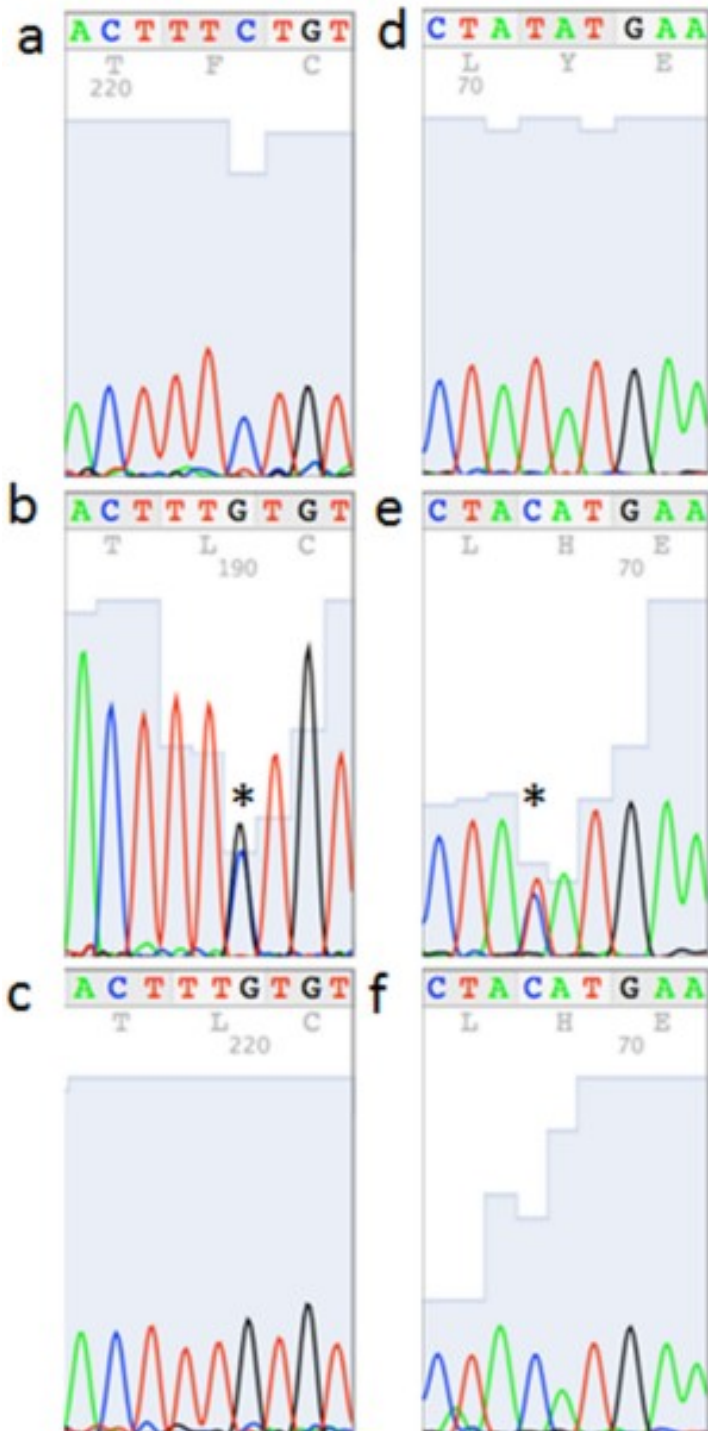 a
A C T T T C T G T
T F C
220
d
C T A T A T G A A
L Y E
70
b
A C T T T G T G T
T L C
190
*
e
C T A C A T G A A
L H E
70
*
c
A C T T T G T G T
T L C
220
f
C T A C A T G A A
L H E
70